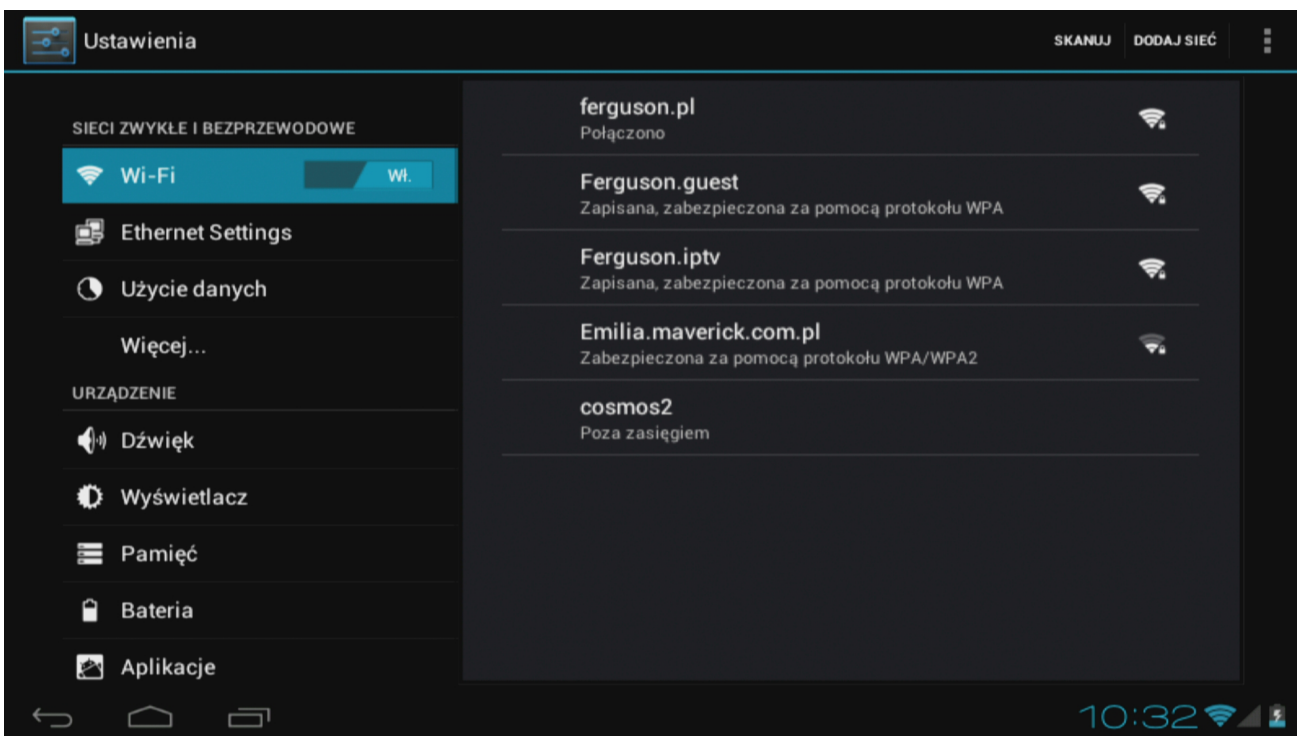 Ustawienia
SKANUJ
DODAJ SIEĆ
SIECI ZWYKŁE I BEZPRZEWODOWE
Wi-Fi
Wł.
Ethernet Settings
Użycie danych
Więcej...
URZĄDZENIE
Dźwięk
Wyświetlacz
Pamięć
Bateria
Aplikacje
ferguson.pl
Połączono
Ferguson.guest
Zapisana, zabezpieczona za pomocą protokołu WPA
Ferguson.iptv
Zapisana, zabezpieczona za pomocą protokołu WPA
Emilia.maverick.com.pl
Zabezpieczona za pomocą protokołu WPA/WPA2
cosmos2
Poza zasięgiem
10:32